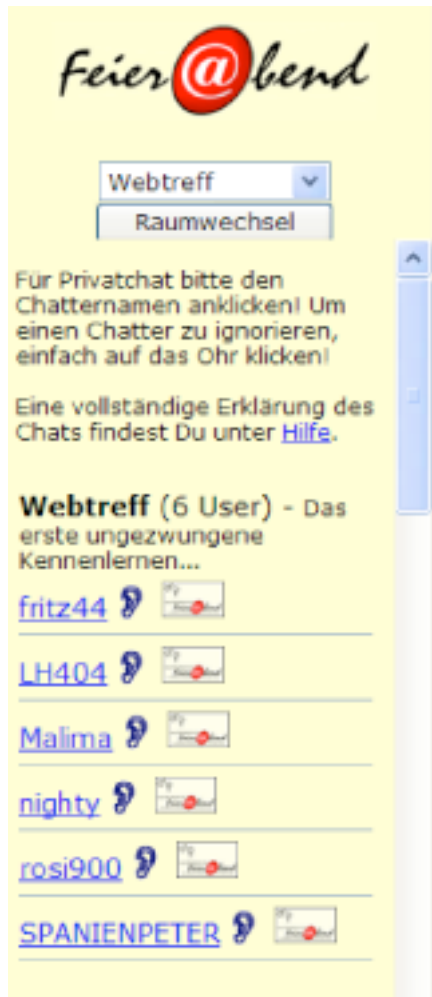 Feier@bend
Webtreff
Raumwechsel
Für Privatchat bitte den
Chatternamen anklicken! Um
einen Chatter zu ignorieren,
einfach auf das Ohr klicken!
Eine vollständige Erklärung des
Chats findest Du unter Hilfe.
Webtreff (6 User) - Das
erste ungezwungene
Kennenlernen...
fritz44
LH404
Malima
nighty
rosi900
SPANIENPETER